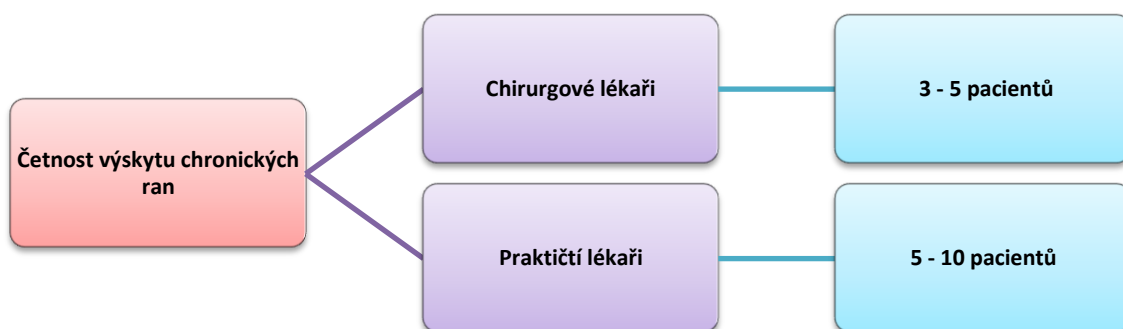 Četnost výskytu chronických
ran
Chirurgové lékaři
3 - 5 pacientů
Praktičtí lékaři
5 - 10 pacientů